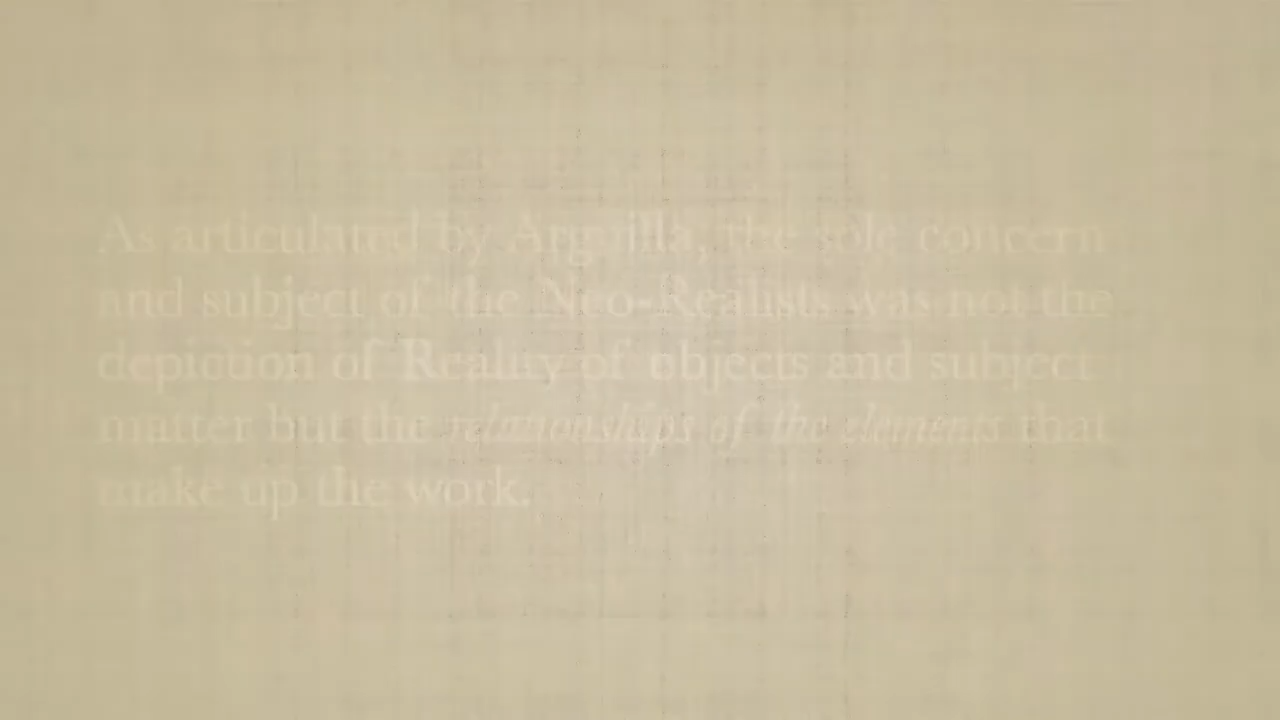 As articulated by Anguilla, the sole concern
and subject of the Neo-Realists was not the
depiction of Reality of objects and subject
matter but the relationships of the elements that
make up the work.